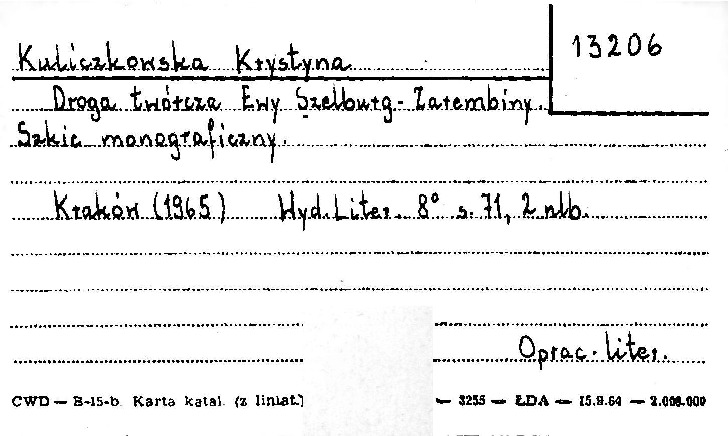 13206
Kuliczkowska Krystyna
Droga twórcza Ewy Szelburg-Zarembiny.
Szkic monograficzny.
Kraków (1965) Wyd. Liter. 8° s. 71, 2 nlb.
Oprac. liter.
CWD — B-15-b. Karta katal. (z liniat.) — 3255 — ŁDA — 15.9.64 — 2.000.000